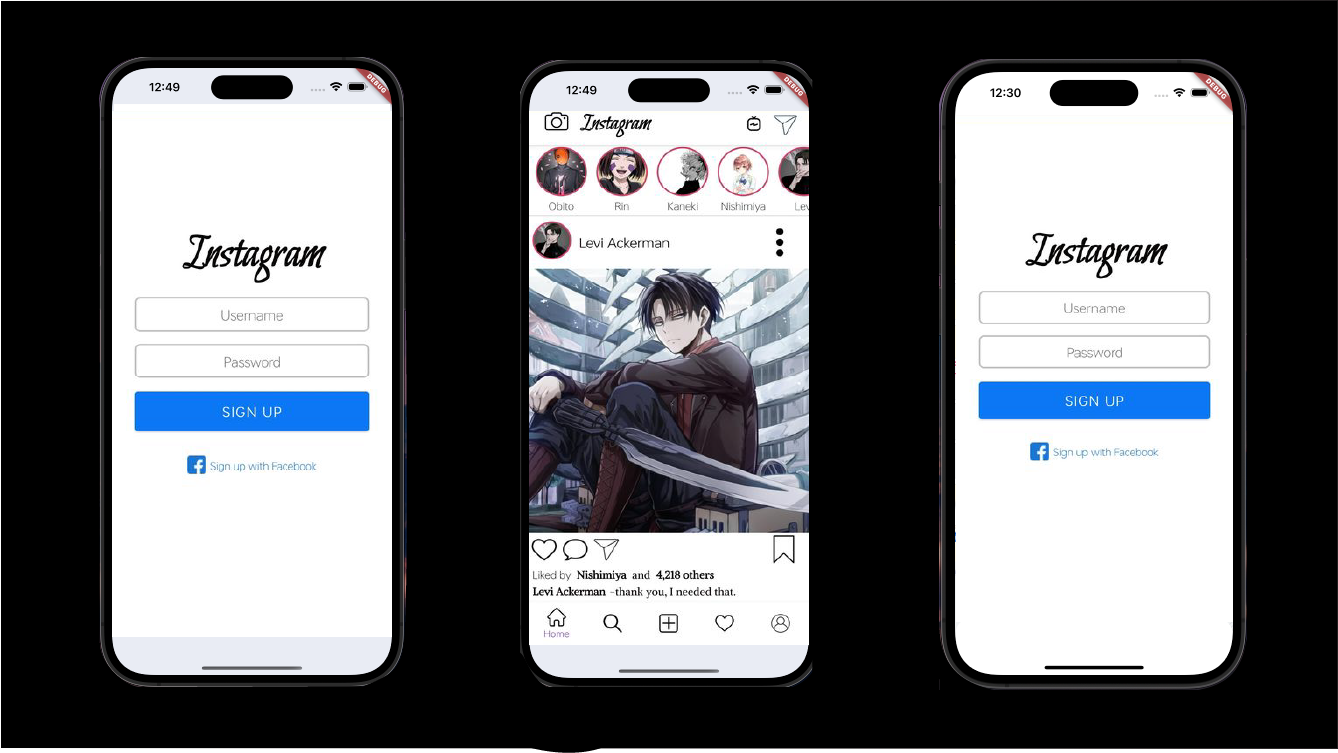 12:49
DEBUG
Instagram
Username
Password
SIGN UP
Sign up with Facebook
12:49
DEBUG
Instagram
Obito Rin Kaneki Nishimiya Lev
Levi Ackerman
Liked by Nishimiya and 4,218 others
Levi Ackerman -thank you, I needed that.
Home
12:30
DEBUG
Instagram
Username
Password
SIGN UP
Sign up with Facebook